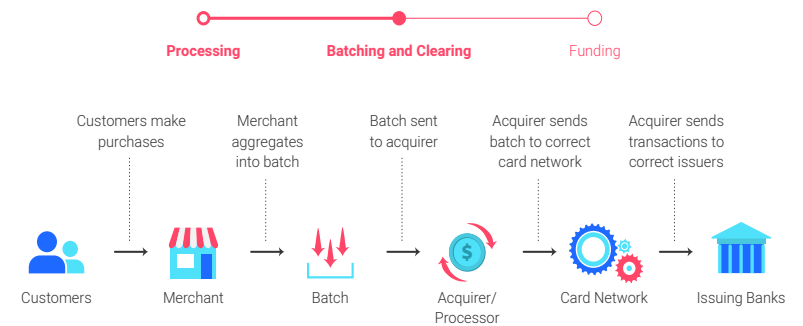 Processing
Batching and Clearing
Funding
Customers make
purchases
Merchant
aggregates
into batch
Batch sent
to acquirer
Acquirer sends
batch to correct
card network
Acquirer sends
transactions to
correct issuers
$
Customers
Merchant
Batch
Acquirer/
Processor
Card Network
Issuing Banks